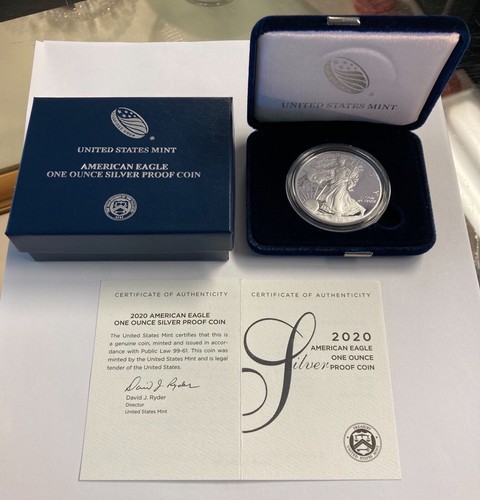 UNITED STATES MINT
AMERICAN EAGLE
ONE OUNCE SILVER PROOF COIN
UNITED STATES MINT
CERTIFICATE OF AUTHENTICITY
2020 AMERICAN EAGLE
ONE OUNCE SILVER PROOF COIN
The United States Mint certifies that this is
a genuine coin, minted and issued in accor-
dance with Public Law 99-61. This coin was
minted by the United States Mint and is legal
tender of the United States.
David J. Ryder
David J. Ryder
Director
United States Mint
CERTIFICATE OF AUTHENTICITY
2020
AMERICAN EAGLE
ONE OUNCE
Silver PROOF COIN